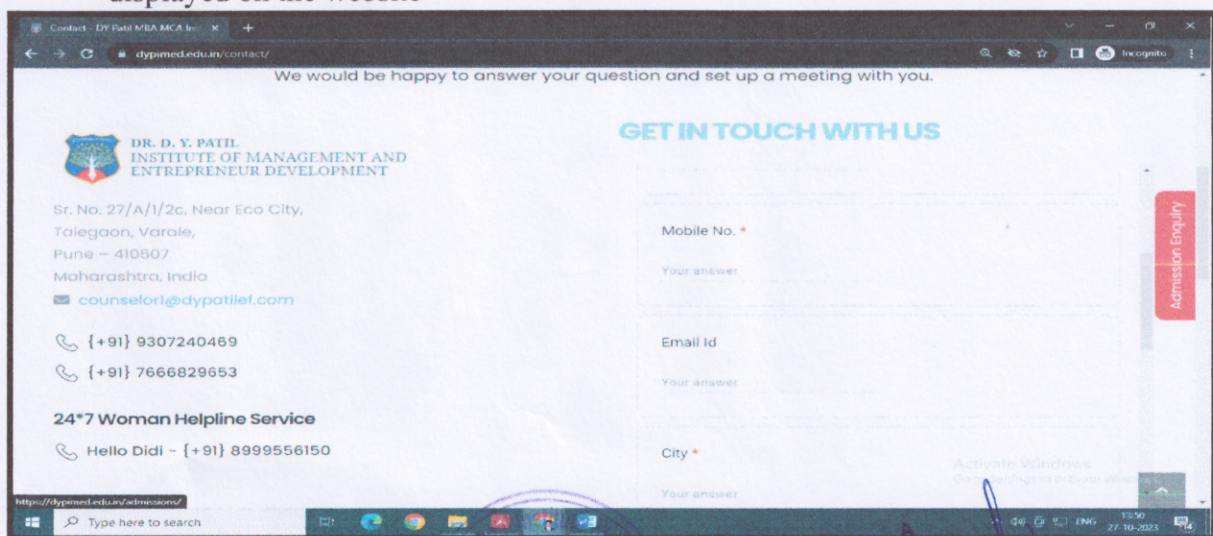 displayed on the website
Contact - DY Patil MBA MCA In
dypimed.edu.in/contact/
Incognito
We would be happy to answer your question and set up a meeting with you.
DR. D. Y. PATIL
INSTITUTE OF MANAGEMENT AND
ENTREPRENEUR DEVELOPMENT
Sr. No. 27/A/1/2c, Near Eco City,
Talegaon, Varale,
Pune – 410507
Maharashtra, India
counselor1@dypatilef.com
{+91} 9307240469
{+91} 7666829653
24*7 Woman Helpline Service
Hello Didi - {+91} 8999556150
GET IN TOUCH WITH US
Mobile No. *
Your answer
Email Id
Your answer
City *
Your answer
Admission Enquiry
Activate Windows
https://dypimed.edu.in/admissions/
Type here to search
ENG
13:50
27-10-2023